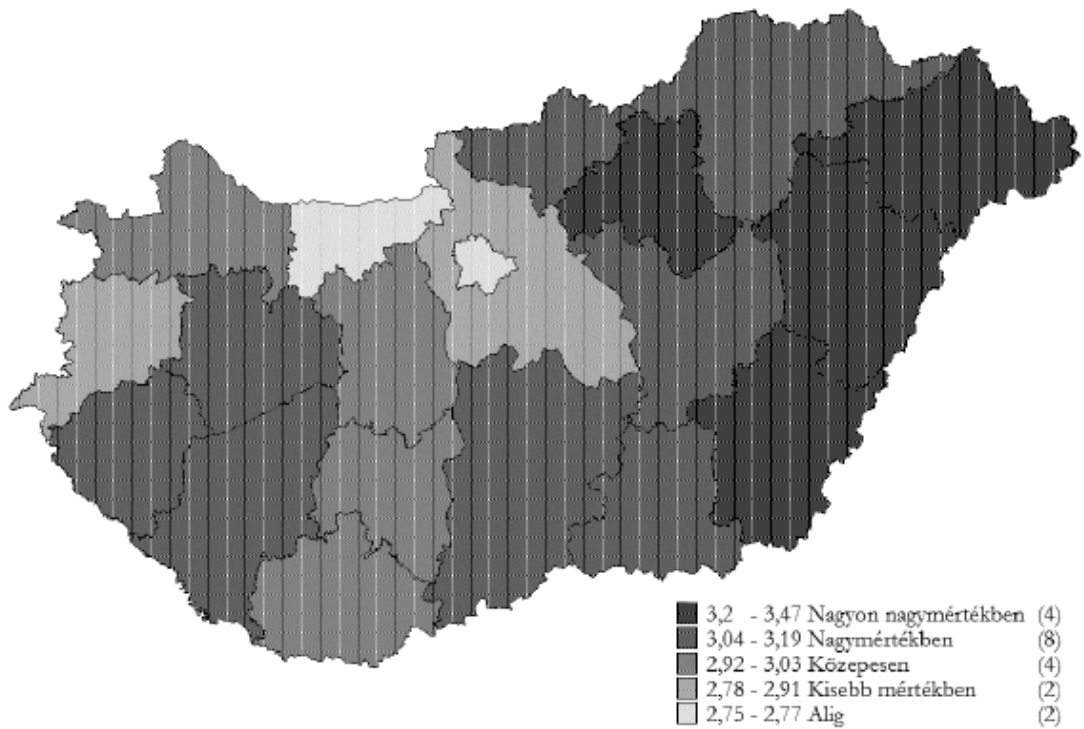 3,2 - 3,47 Nagyon nagymértékben (4)
3,04 - 3,19 Nagymértékben (8)
2,92 - 3,03 Közepesen (4)
2,78 - 2,91 Kisebb mértékben (2)
2,75 - 2,77 Alig (2)